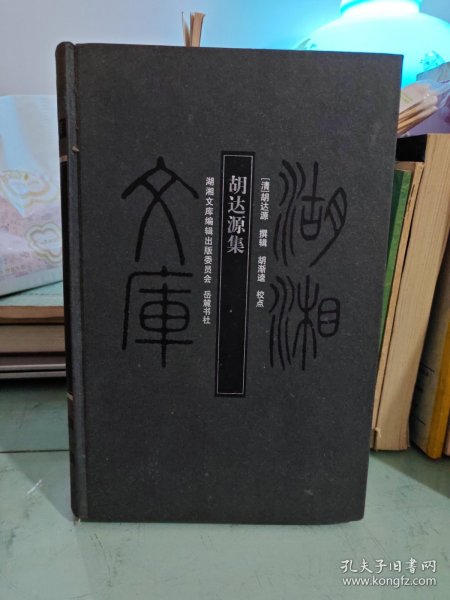 湖湘
文庫
[清]胡达源 撰辑 胡渐逵 校点
胡达源集
湖湘文库编辑出版委员会 岳麓书社
孔夫子旧书网
www.kongfz.com